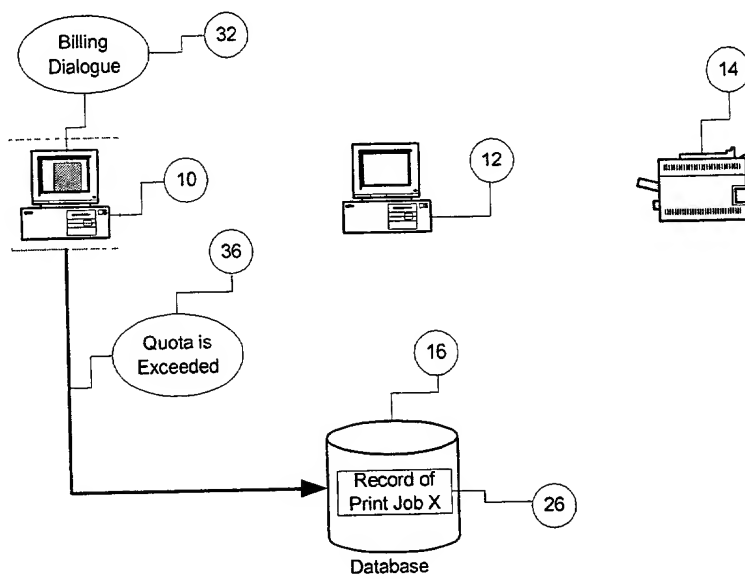 Billing
Dialogue
32
14
10
12
36
Quota is
Exceeded
16
Record of
Print Job X
26
Database